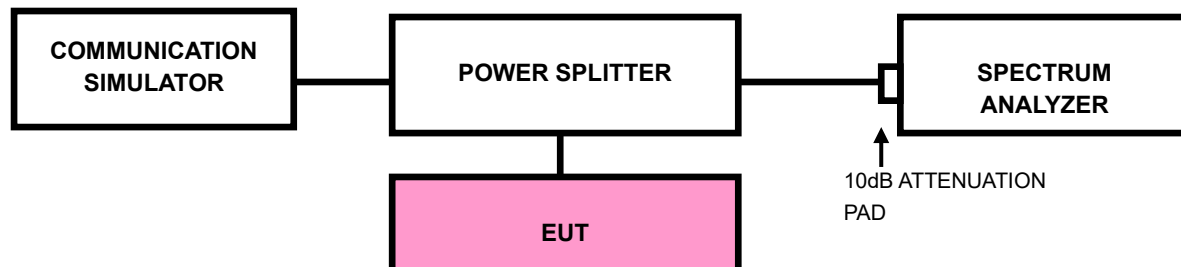 COMMUNICATION
SIMULATOR
POWER SPLITTER
SPECTRUM
ANALYZER
10dB ATTENUATION
PAD
EUT